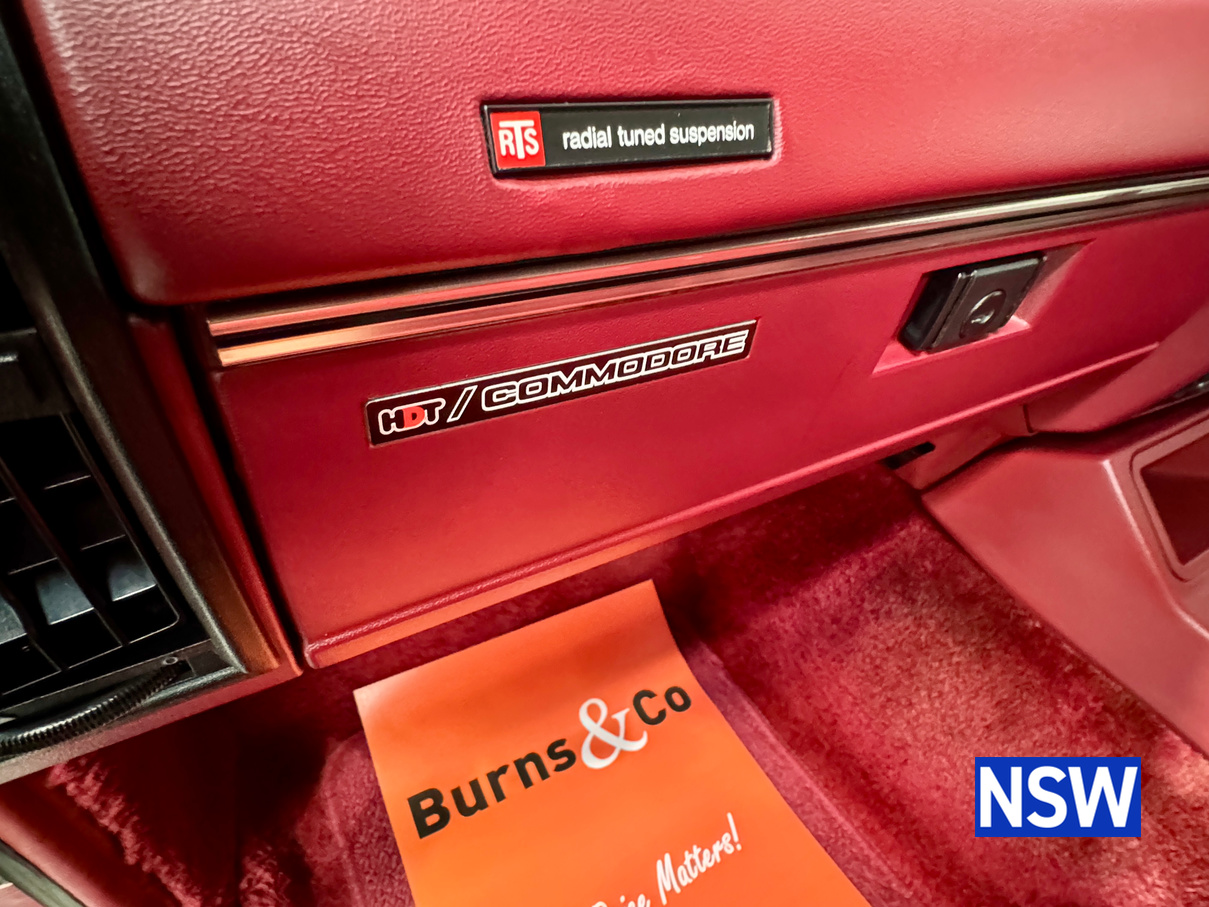 RTS radial tuned suspension
HDT / COMMODORE
Burns & Co
Matters!
NSW